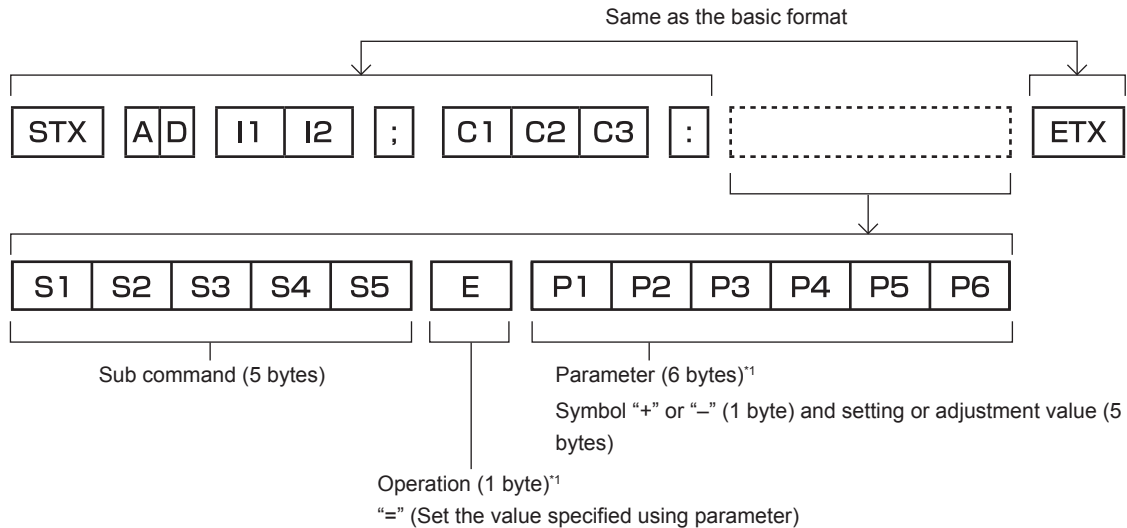 Same as the basic format
STX A D I1 I2 ; C1 C2 C3 : ETX
S1 S2 S3 S4 S5 E P1 P2 P3 P4 P5 P6
Sub command (5 bytes)
Parameter (6 bytes)*1
Symbol “+” or “–” (1 byte) and setting or adjustment value (5
bytes)
Operation (1 byte)*1
“=” (Set the value specified using parameter)